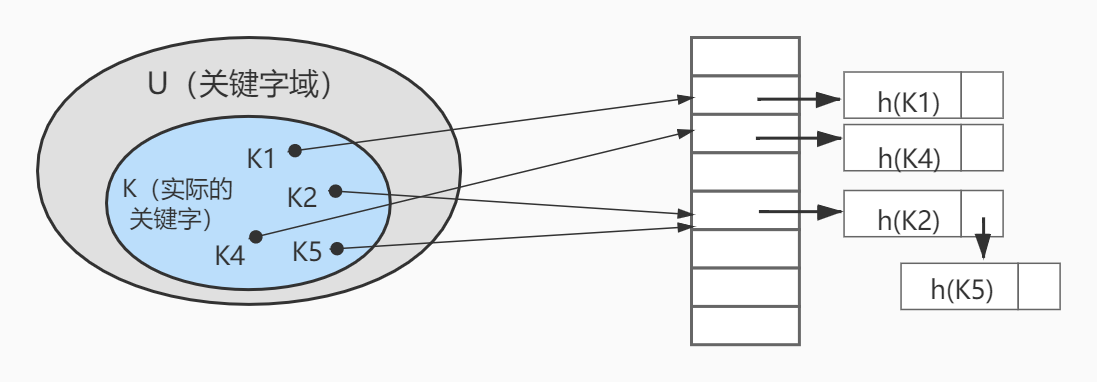 U（关键字域）
K1
K（实际的
关键字）
K2
K4
K5
h(K1)
h(K4)
h(K2)
h(K5)